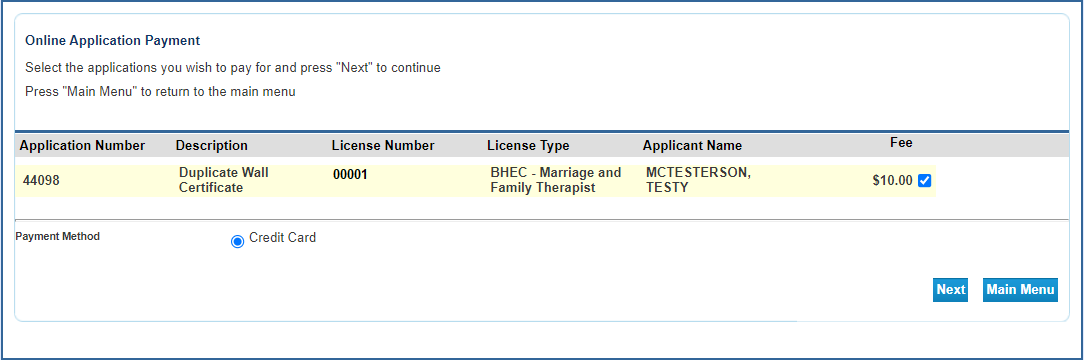 Online Application Payment
Select the applications you wish to pay for and press "Next" to continue
Press "Main Menu" to return to the main menu
Application Number Description License Number License Type Applicant Name Fee
44098 Duplicate Wall Certificate 00001 BHEC - Marriage and Family Therapist MCTESTERSON, TESTY $10.00
Payment Method Credit Card
Next Main Menu